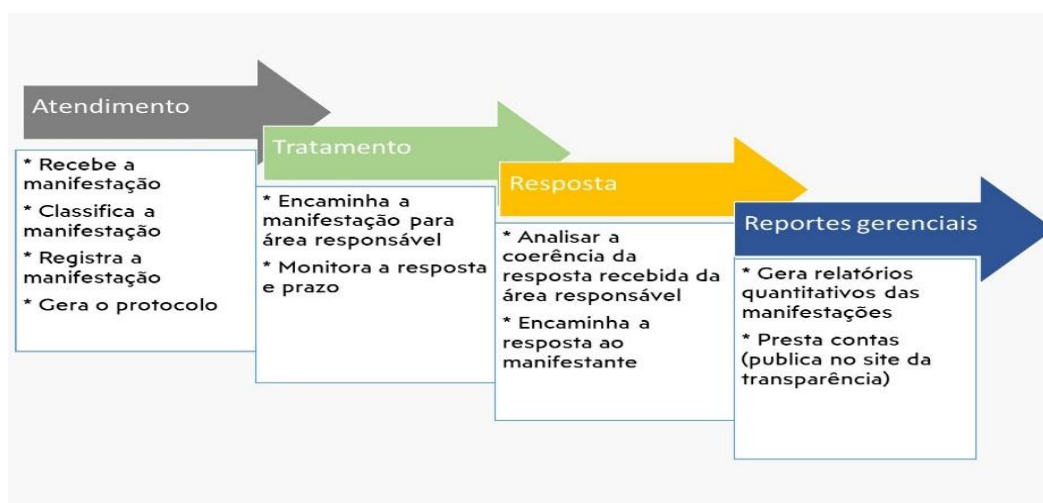 Atendimento
* Recebe a
manifestação
* Classifica a
manifestação
* Registra a
manifestação
* Gera o protocolo
Tratamento
* Encaminha a
manifestação para
área responsável
* Monitora a resposta
e prazo
Resposta
* Analisar a
coerência da
resposta recebida da
área responsável
* Encaminha a
resposta ao
manifestante
Reportes gerenciais
* Gera relatórios
quantitativos das
manifestações
* Presta contas
(publica no site da
transparência)